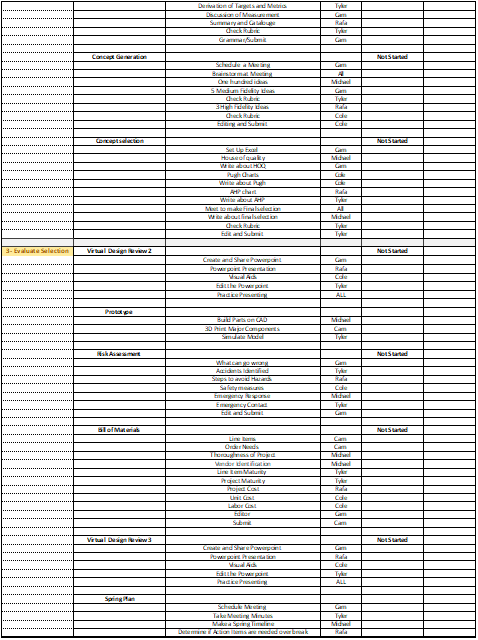 Derivation of Targets and Metrics Tyler
Discussion of Measurement Cam
Summary and Catalouge Rafa
Check Rubric Tyler
Grammar/Submit Cam
Concept Generation Not Started
Schedule a Meeting Cam
Brainstorm at Meeting All
One hundred ideas Michael
5 Medium Fidelity Ideas Cam
Check Rubric Tyler
3 High Fidelity Ideas Rafa
Check Rubric Cole
Editing and Submit Cole
Concept selection Not Started
Set Up Excel Cam
House of quality Michael
Write about HOQ Cam
Pugh Charts Cole
Write about Pugh Cole
AHP chart Rafa
Write about AHP Tyler
Meet to make final selection All
Write about final selection Michael
Check Rubric Tyler
Edit and Submit Tyler
3- Evaluate Selection Virtual Design Review 2 Not Started
Create and Share Powerpoint Cam
Powerpoint Presentation Rafa
Visual Aids Cole
Edit the Powerpoint Tyler
Practice Presenting ALL
Prototype
Build Parts on CAD Michael
3D Print Major Components Cam
Simulate Model Tyler
Risk Assessment Not Started
What can go wrong Cam
Accidents Identified Tyler
Steps to avoid Hazards Rafa
Safety measures Cole
Emergency Response Michael
Emergency Contact Tyler
Edit and Submit Cam
Bill of Materials Not Started
Line Items Cam
Order Needs Cam
Thoroughness of Project Michael
Vendor Identification Michael
Line Item Maturity Tyler
Project Maturity Tyler
Project Cost Rafa
Unit Cost Cole
Labor Cost Cole
Editor Cam
Submit Cam
Virtual Design Review 3 Not Started
Create and Share Powerpoint Cam
Powerpoint Presentation Rafa
Visual Aids Cole
Edit the Powerpoint Tyler
Practice Presenting ALL
Spring Plan
Schedule Meeting Cam
Take Meeting Minutes Tyler
Make a Spring Timeline Michael
Determine if Action Items are needed over break Rafa